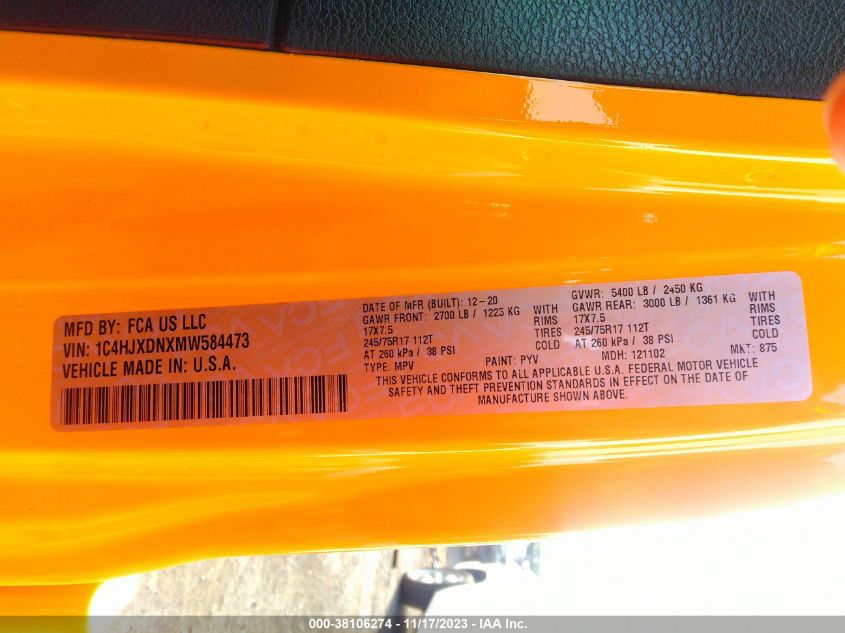 MFD BY: FCA US LLC
VIN: 1C4HJXDNXMW584473
VEHICLE MADE IN: U.S.A.
DATE OF MFR (BUILT): 12-20
GAWR FRONT: 2700 LB / 1225 KG WITH
17X7.5 RIMS
245/75R17 112T TIRES
AT 260 kPa / 38 PSI COLD
TYPE: MPV PAINT: PYV
GVWR: 5400 LB / 2450 KG
GAWR REAR: 3000 LB / 1361 KG WITH
17X7.5 RIMS
245/75R17 112T TIRES
AT 260 KPA / 38 PSI COLD
MDH: 121102 MKT: 875
THIS VEHICLE CONFORMS TO ALL APPLICABLE U.S.A. FEDERAL MOTOR VEHICLE
SAFETY AND THEFT PREVENTION STANDARDS IN EFFECT ON THE DATE OF
MANUFACTURE SHOWN ABOVE.
000-38106274 - 11/17/2023 - IAA Inc.